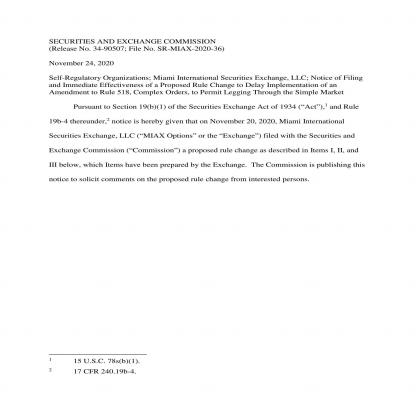 SECURITIES AND EXCHANGE COMMISSION
(Release No. 34-90507; File No. SR-MIAX-2020-36)
November 24, 2020
Self-Regulatory Organizations; Miami International Securities Exchange, LLC; Notice of Filing
and Immediate Effectiveness of a Proposed Rule Change to Delay Implementation of an
Amendment to Rule 518, Complex Orders, to Permit Legging Through the Simple Market
Pursuant to Section 19(b)(1) of the Securities Exchange Act of 1934 (“Act”),1 and Rule
19b-4 thereunder,2 notice is hereby given that on November 20, 2020, Miami International
Securities Exchange, LLC (“MIAX Options” or the “Exchange”) filed with the Securities and
Exchange Commission (“Commission”) a proposed rule change as described in Items I, II, and
III below, which Items have been prepared by the Exchange. The Commission is publishing this
notice to solicit comments on the proposed rule change from interested persons.
1 15 U.S.C. 78s(b)(1).
2 17 CFR 240.19b-4.